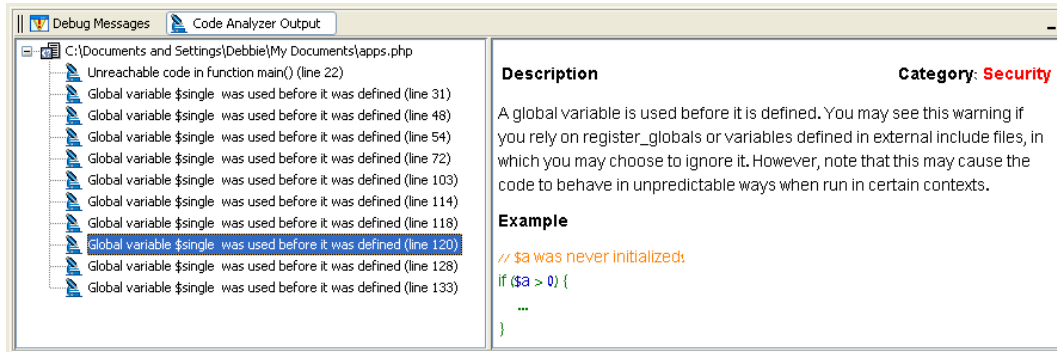 Debug Messages
Code Analyzer Output
C:\Documents and Settings\Debbie\My Documents\apps.php
Unreachable code in function main() (line 22)
Global variable $single was used before it was defined (line 31)
Global variable $single was used before it was defined (line 48)
Global variable $single was used before it was defined (line 54)
Global variable $single was used before it was defined (line 72)
Global variable $single was used before it was defined (line 103)
Global variable $single was used before it was defined (line 114)
Global variable $single was used before it was defined (line 118)
Global variable $single was used before it was defined (line 120)
Global variable $single was used before it was defined (line 128)
Global variable $single was used before it was defined (line 133)
Description
Category: Security
A global variable is used before it is defined. You may see this warning if
you rely on register_globals or variables defined in external include files, in
which you may choose to ignore it. However, note that this may cause the
code to behave in unpredictable ways when run in certain contexts.
Example
// $a was never initialized!
if ($a > 0) {
...
}